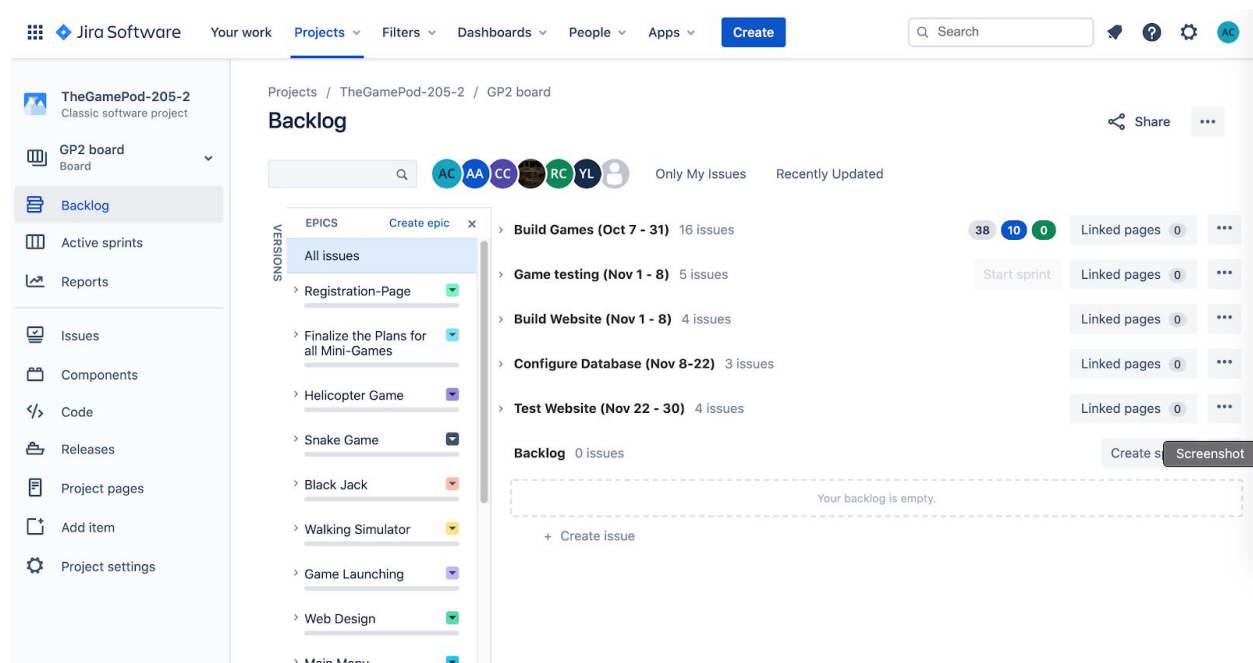 Jira Software Your work Projects Filters Dashboards People Apps Create Search AC
TheGamePod-205-2
Classic software project
GP2 board
Board
Backlog
Active sprints
Reports
Issues
Components
Code
Releases
Project pages
Add item
Project settings
Projects / TheGamePod-205-2 / GP2 board
Backlog
Share
AC AA CC RC YL Only My Issues Recently Updated
VERSIONS
EPICS Create epic
All issues
Registration-Page
Finalize the Plans for
all Mini-Games
Helicopter Game
Snake Game
Black Jack
Walking Simulator
Game Launching
Web Design
Main Menu
Build Games (Oct 7 - 31) 16 issues 38 10 0 Linked pages 0
Game testing (Nov 1 - 8) 5 issues Start sprint Linked pages 0
Build Website (Nov 1 - 8) 4 issues Linked pages 0
Configure Database (Nov 8-22) 3 issues Linked pages 0
Test Website (Nov 22 - 30) 4 issues Linked pages 0
Backlog 0 issues Create s Screenshot
Your backlog is empty.
+ Create issue